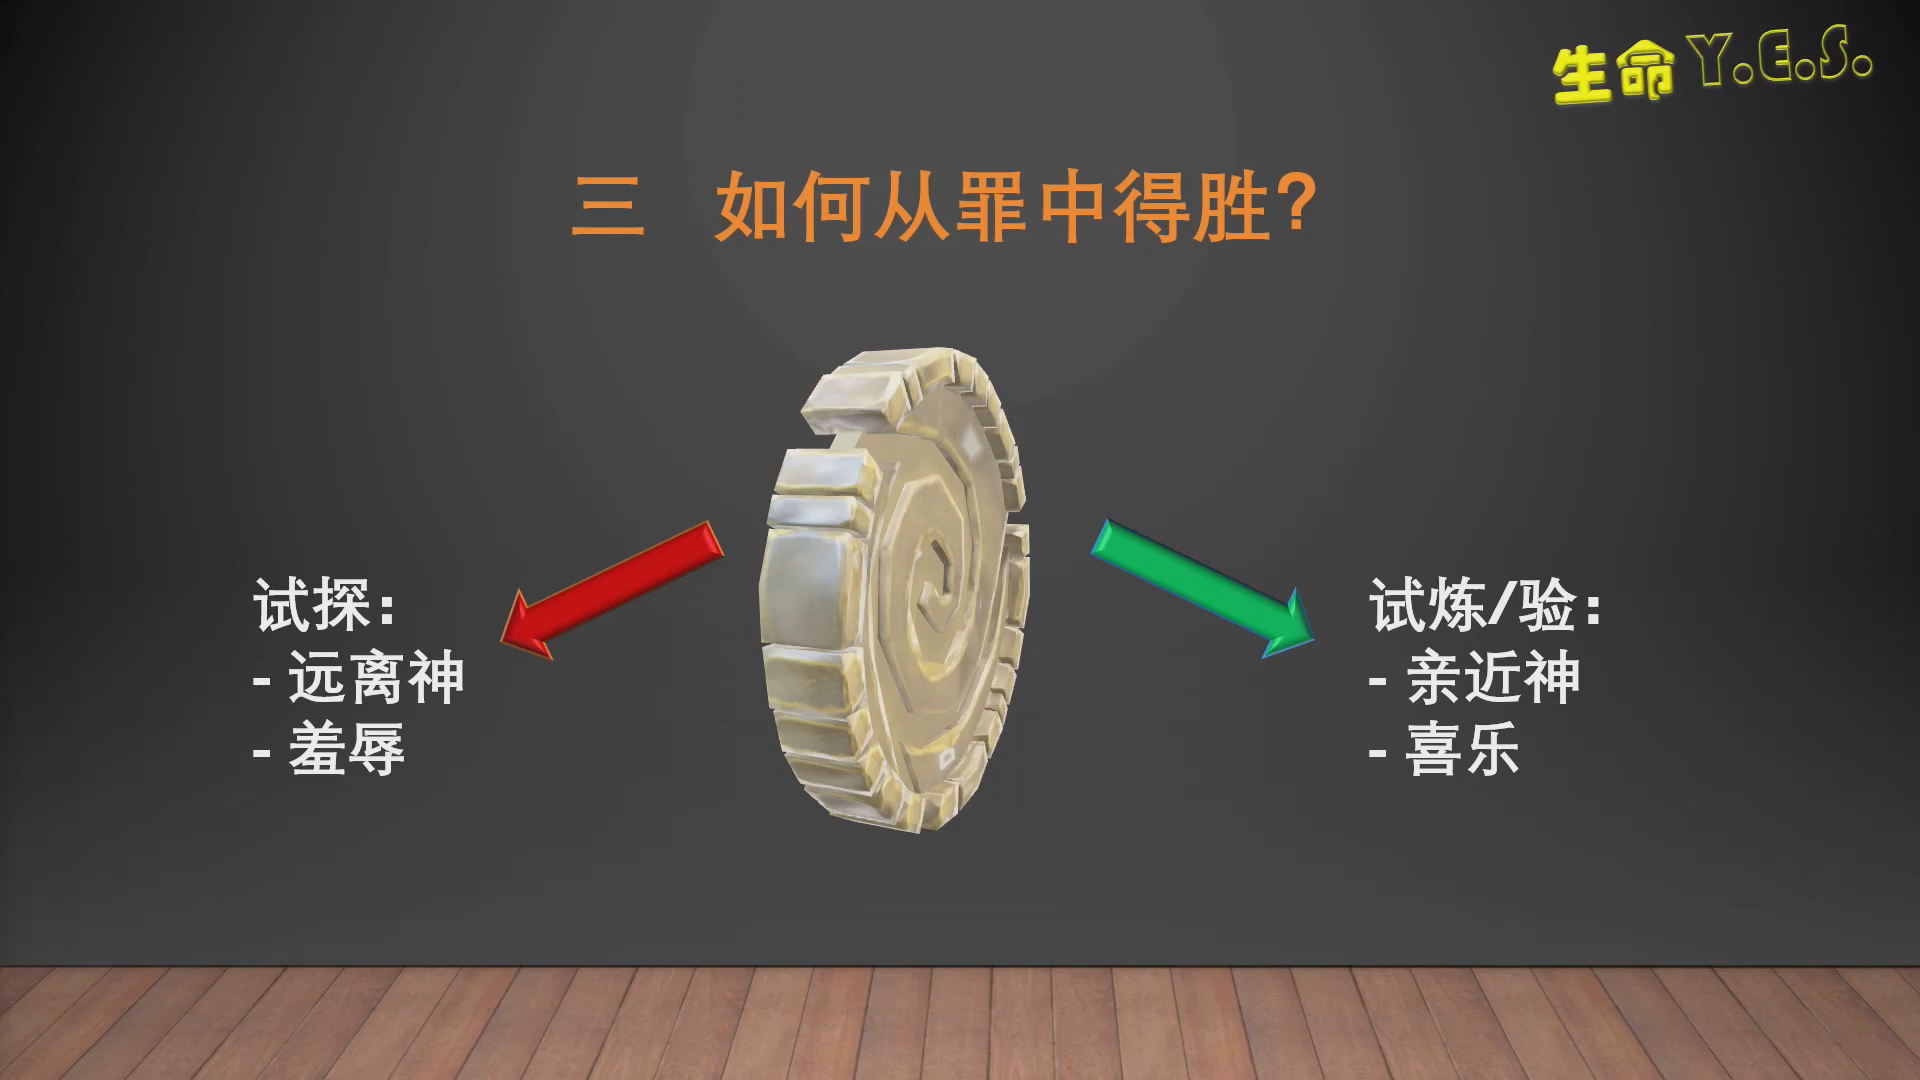 生命 Y.E.S.
三 如何从罪中得胜?
试探:
- 远离神
- 羞辱
试炼/验:
- 亲近神
- 喜乐